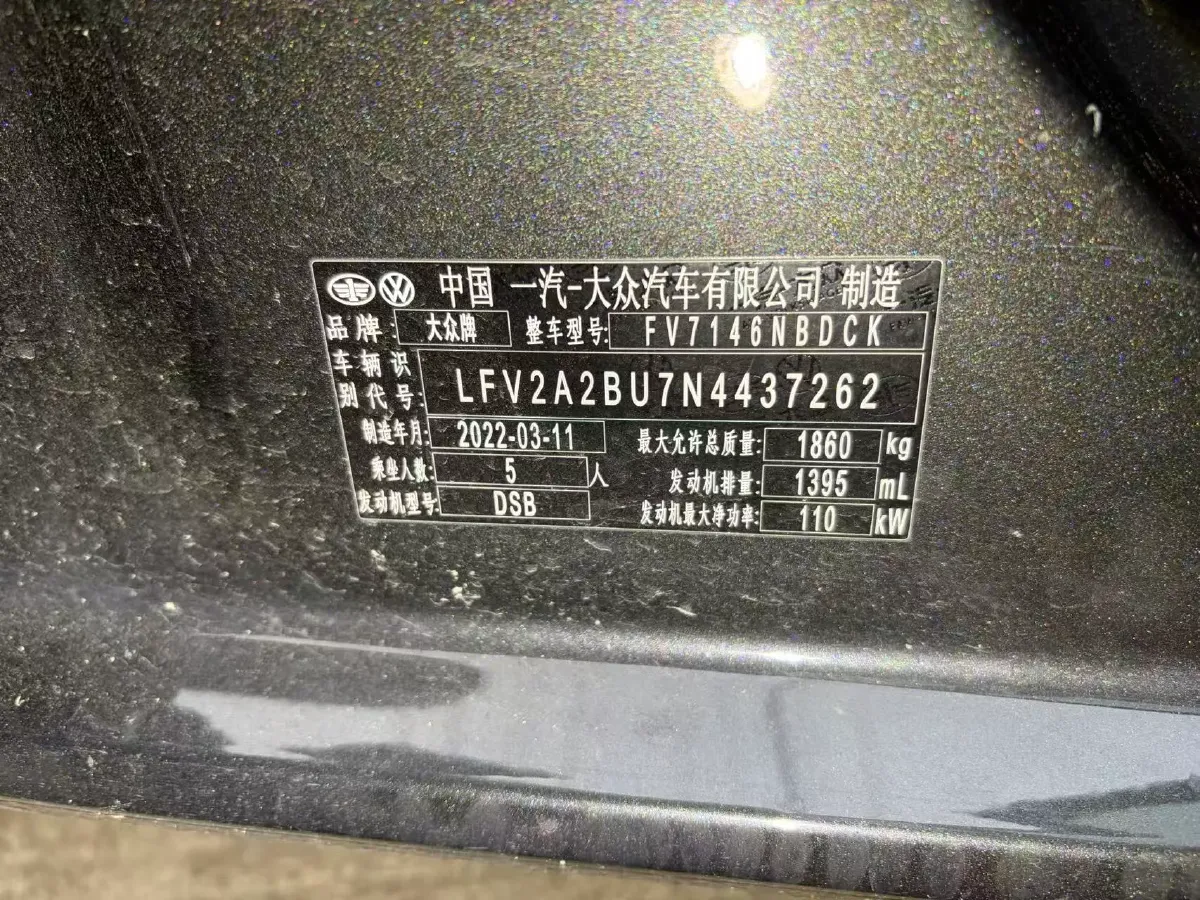 中国 一汽-大众汽车有限公司 制造
品牌: 大众牌 整车型号: FV7146NBDCK
车辆识别代号: LFV2A2BU7N4437262
制造年月: 2022-03-11 最大允许总质量: 1860 kg
乘坐人数: 5 人 发动机排量: 1395 mL
发动机型号: DSB 发动机最大净功率: 110 kW